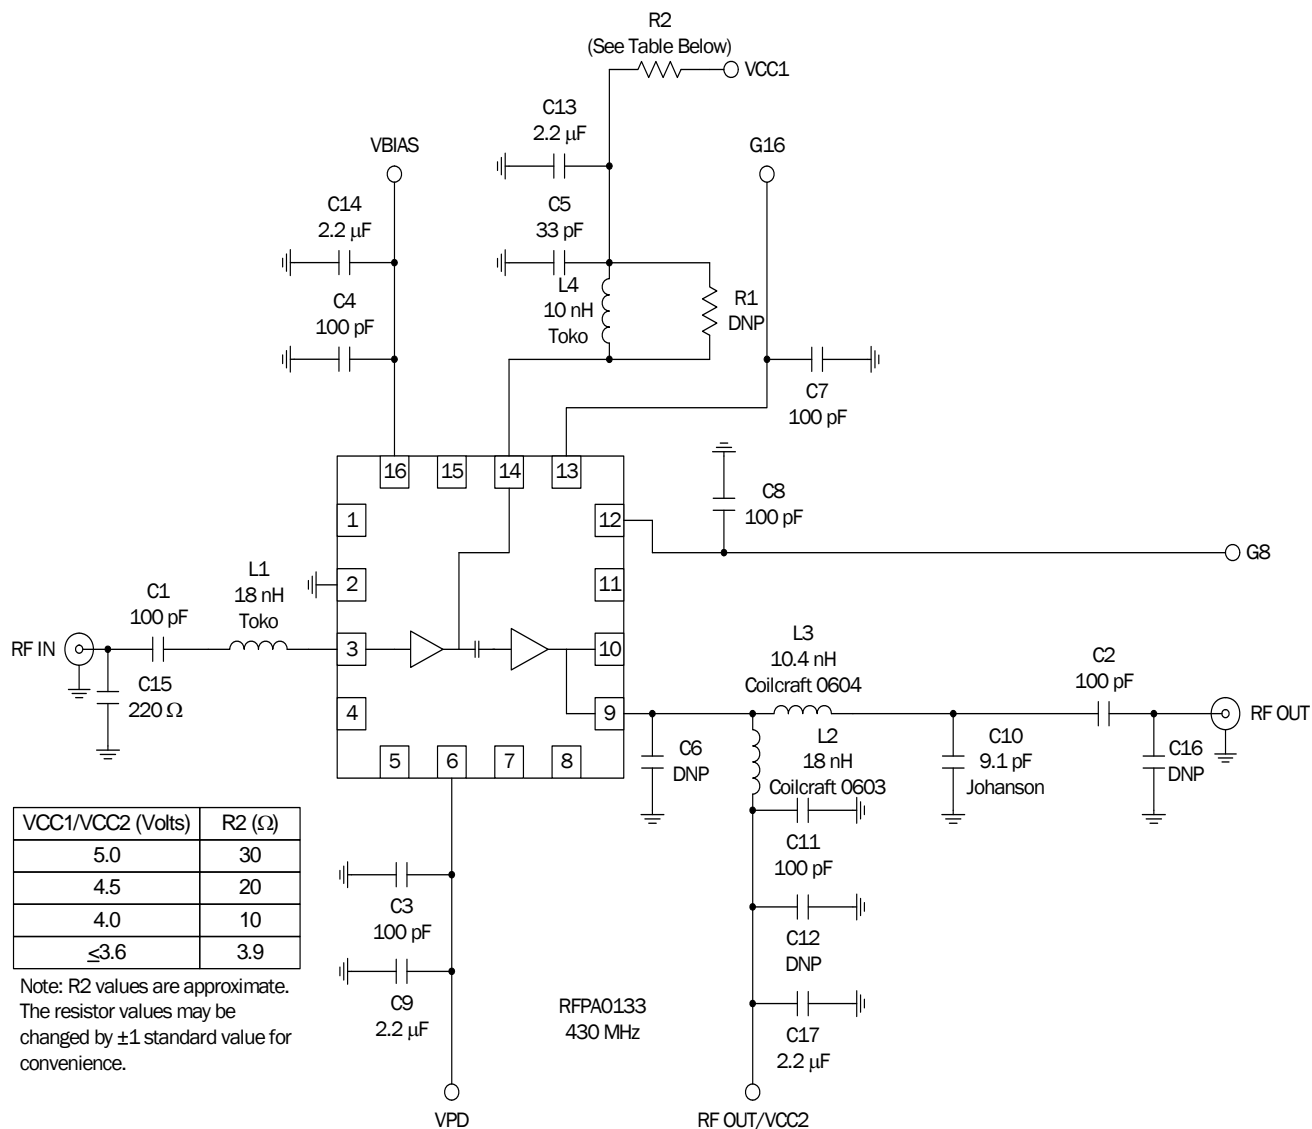 R2
(See Table Below)
VCC1
C13
2.2 µF
VBIAS
G16
C14
2.2 µF
C5
33 pF
L4
10 nH
Toko
R1
DNP
C4
100 pF
C7
100 pF
16
15
14
13
C8
100 pF
1
12
G8
2
11
L1
18 nH
Toko
C1
100 pF
RF IN
3
10
L3
10.4 nH
Coilcraft 0604
C2
100 pF
C15
220 Ω
4
9
RF OUT
5
6
7
8
C6
DNP
L2
18 nH
Coilcraft 0603
C10
9.1 pF
Johanson
C16
DNP
C11
100 pF
VCC1/VCC2 (Volts) R2 (Ω)
5.0 30
4.5 20
4.0 10
≤3.6 3.9
Note: R2 values are approximate.
The resistor values may be
changed by ±1 standard value for
convenience.
C3
100 pF
C12
DNP
C9
2.2 µF
RFPA0133
430 MHz
C17
2.2 µF
VPD
RF OUT/VCC2